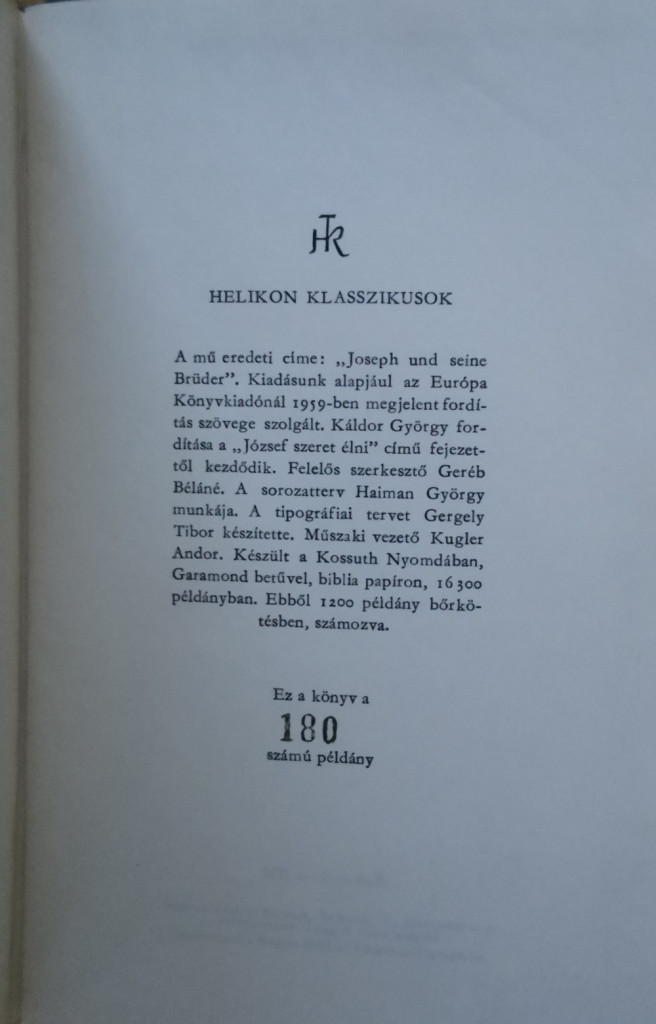 HK
HELIKON KLASSZIKUSOK
A mű eredeti címe: „Joseph und seine
Brüder”. Kiadásunk alapjául az Európa
Könyvkiadónál 1959-ben megjelent fordí-
tás szövege szolgált. Káldor György for-
dítása a „József szeret élni” című fejezet-
től kezdődik. Felelős szerkesztő Geréb
Béláné. A sorozatterv Haiman György
munkája. A tipográfiai tervet Gergely
Tibor készítette. Műszaki vezető Kugler
Andor. Készült a Kossuth Nyomdában,
Garamond betűvel, biblia papíron, 16 300
példányban. Ebből 1200 példány bőrkö-
tésben, számozva.
Ez a könyv a
180
számú példány